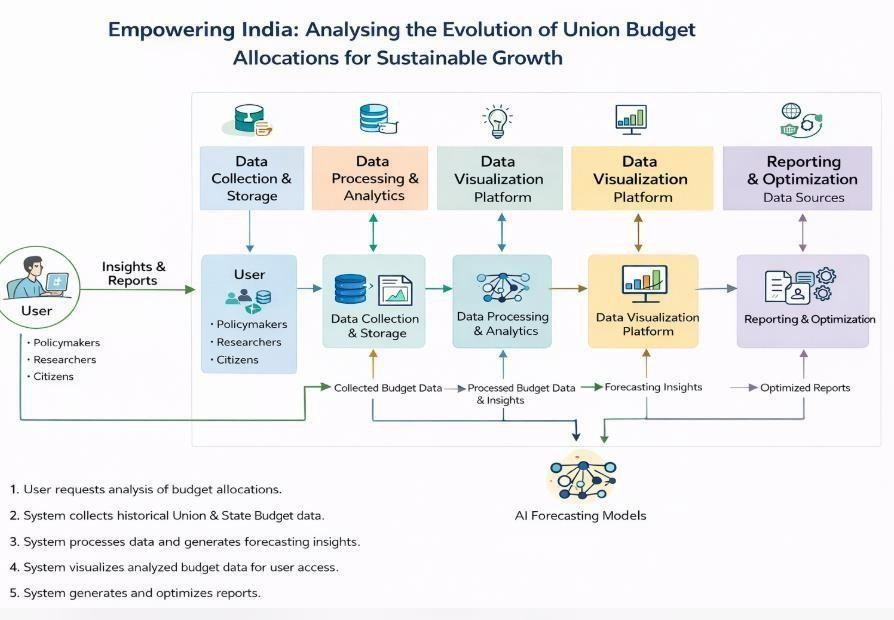 Empowering India: Analysing the Evolution of Union Budget
Allocations for Sustainable Growth
Data
Collection &
Storage
Data
Processing &
Analytics
Data
Visualization
Platform
Data
Visualization
Platform
Reporting
& Optimization
Data Sources
User
Insights &
Reports
• Policymakers
• Researchers
• Citizens
User
• Policymakers
• Researchers
• Citizens
Data Collection
& Storage
Data Processing
& Analytics
Data Visualization
Platform
Reporting & Optimization
Collected Budget Data
Processed Budget Data
& Insights
Forecasting Insights
Optimized Reports
AI Forecasting Models
1. User requests analysis of budget allocations.
2. System collects historical Union & State Budget data.
3. System processes data and generates forecasting insights.
4. System visualizes analyzed budget data for user access.
5. System generates and optimizes reports.